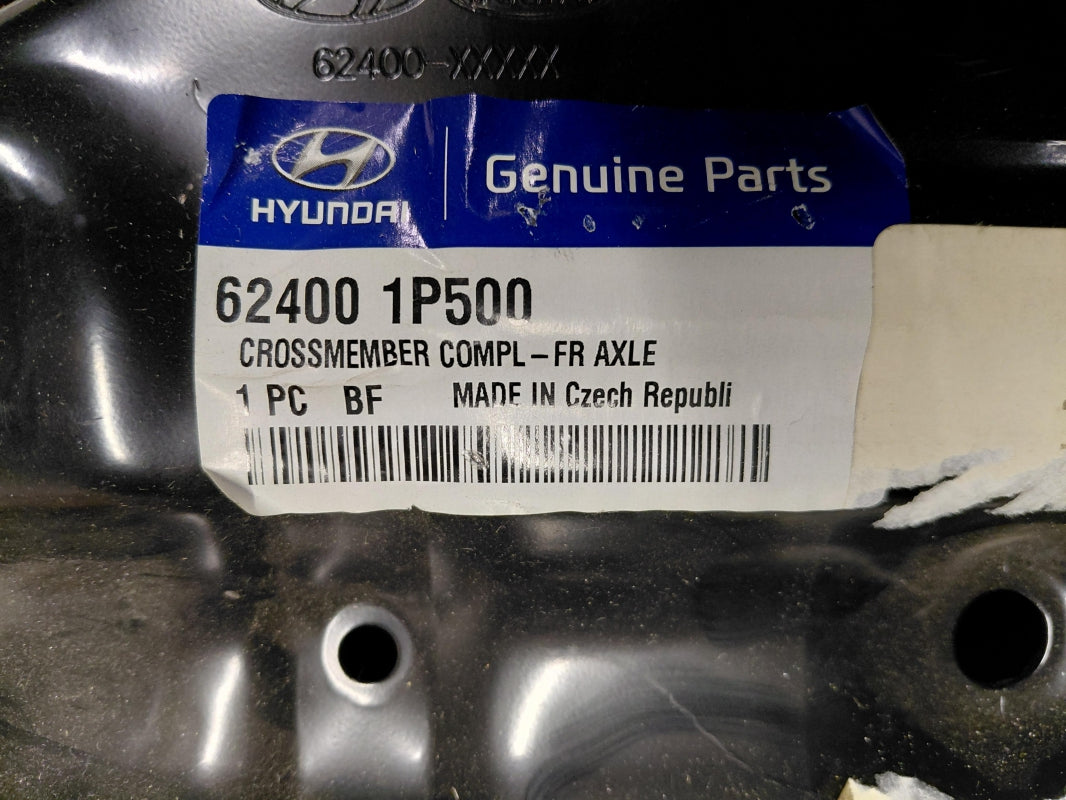 62400-XXXXX
HYUNDAI
Genuine Parts
62400 1P500
CROSSMEMBER COMPL-FR AXLE
1 PC BF MADE IN Czech Republi